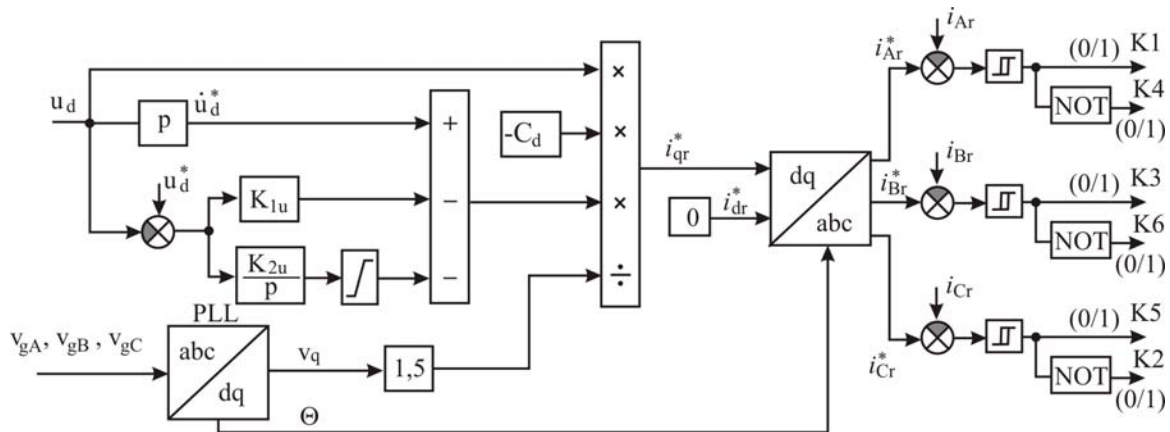 i_Ar
i*_Ar
(0/1) K1
×
u_d
p
u̇*_d
+
-C_d
×
NOT
K4
(0/1)
u*_d
K_1u
−
×
i*_qr
dq
abc
i_Br
i*_Br
(0/1) K3
0
i*_dr
NOT
K6
(0/1)
K_2u
p
−
÷
PLL
v_gA, v_gB , v_gC
abc
dq
v_q
1,5
i_Cr
i*_Cr
(0/1) K5
NOT
K2
(0/1)
Θ